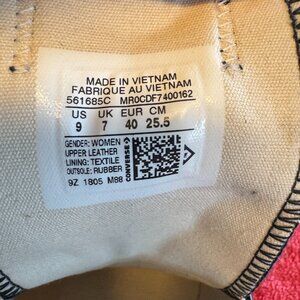 MADE IN VIETNAM
FABRIQUE AU VIETNAM
561685C MR0CDF7400162
US UK EUR CM
9 7 40 25.5
GENDER: WOMEN
UPPER: LEATHER
LINING: TEXTILE
OUTSOLE: RUBBER
9Z 1805 M88
CONVERSE